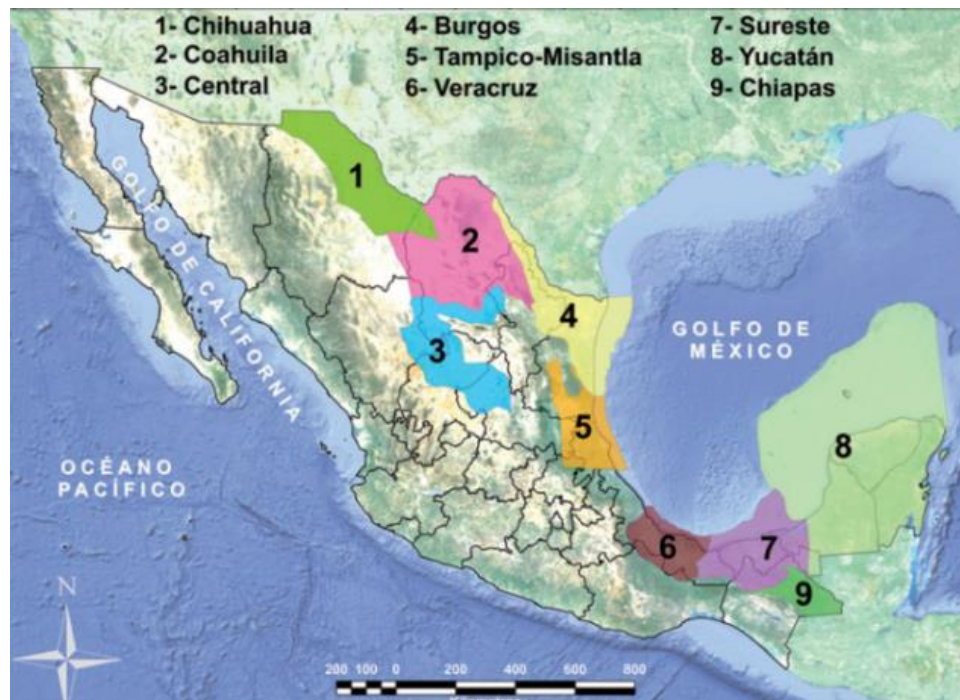 1- Chihuahua
2- Coahuila
3- Central
4- Burgos
5- Tampico-Misantla
6- Veracruz
7- Sureste
8- Yucatán
9- Chiapas
1
2
3
4
5
6
7
8
9
GOLFO DE CALIFORNIA
GOLFO DE
MÉXICO
OCÉANO
PACÍFICO
N
200 100 0 200 400 600 800